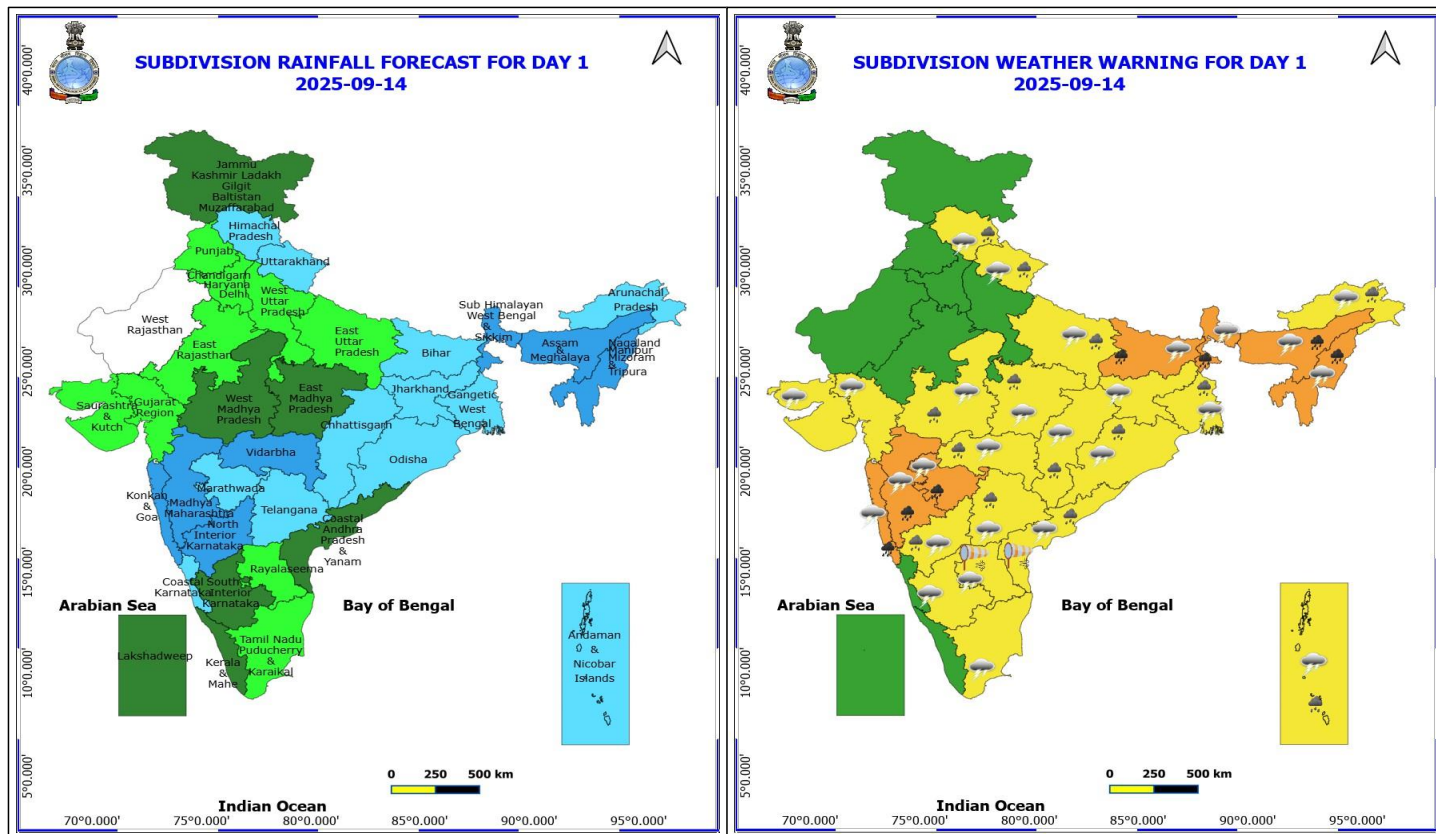 SUBDIVISION RAINFALL FORECAST FOR DAY 1
2025-09-14
40°0.000'
35°0.000'
30°0.000'
25°0.000'
20°0.000'
15°0.000'
10°0.000'
5°0.000'
Jammu
Kashmir Ladakh
Gilgit
Baltistan
Muzaffarabad
Himachal
Pradesh
Punjab
Uttarakhand
Chandigarh
Haryana
Delhi
West
Uttar
Pradesh
West
Rajasthan
East
Rajasthan
East
Uttar
Pradesh
Sub Himalayan
West Bengal
&
Sikkim
Arunachal
Pradesh
Assam
&
Meghalaya
Nagaland
Manipur
Mizoram
&
Tripura
Bihar
Jharkhand
Gangetic
West
Bengal
Saurashtra
&
Kutch
Gujarat
Region
West
Madhya
Pradesh
East
Madhya
Pradesh
Chhattisgarh
Odisha
Vidarbha
Marathwada
Konkan
&
Goa
Madhya
Maharashtra
North
Interior
Karnataka
Telangana
Coastal
Andhra
Pradesh
&
Yanam
Rayalaseema
Coastal
Karnataka
South
Interior
Karnataka
Arabian Sea
Bay of Bengal
Lakshadweep
Kerala
&
Mahe
Tamil Nadu
Puducherry
&
Karaikal
Andaman
&
Nicobar
Islands
0 250 500 km
Indian Ocean
70°0.000' 75°0.000' 80°0.000' 85°0.000' 90°0.000' 95°0.000'
SUBDIVISION WEATHER WARNING FOR DAY 1
2025-09-14
40°0.000'
35°0.000'
30°0.000'
25°0.000'
20°0.000'
15°0.000'
10°0.000'
5°0.000'
Arabian Sea
Bay of Bengal
0 250 500 km
Indian Ocean
70°0.000' 75°0.000' 80°0.000' 85°0.000' 90°0.000' 95°0.000'